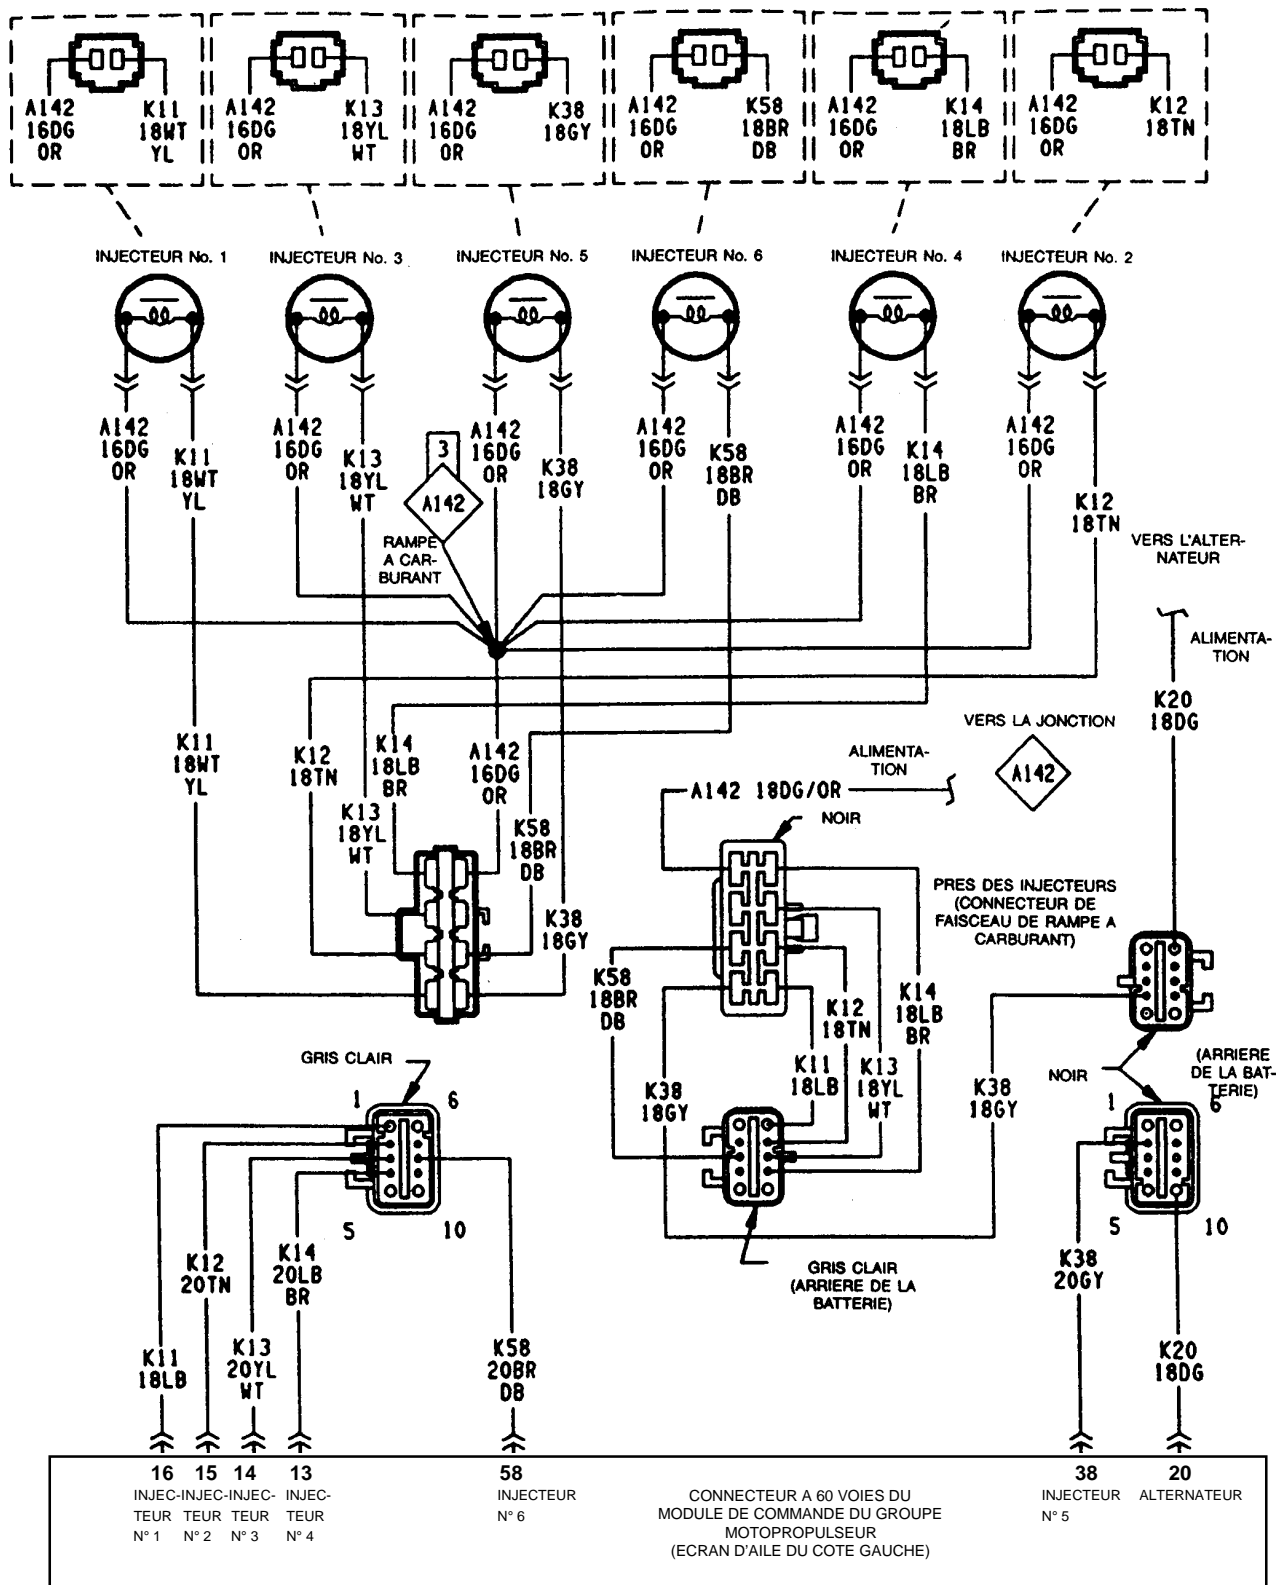 A142
16DG
OR
K11
18WT
YL
A142
16DG
OR
K13
18YL
WT
A142
16DG
OR
K38
18GY
A142
16DG
OR
K58
18BR
DB
A142
16DG
OR
K14
18LB
BR
A142
16DG
OR
K12
18TN
INJECTEUR No. 1
INJECTEUR No. 3
INJECTEUR No. 5
INJECTEUR No. 6
INJECTEUR No. 4
INJECTEUR No. 2
A142
16DG
OR
K11
18WT
YL
A142
16DG
OR
K13
18YL
WT
3
A142
A142
16DG
OR
K38
18GY
A142
16DG
OR
K58
18BR
DB
A142
16DG
OR
K14
18LB
BR
A142
16DG
OR
K12
18TN
RAMPE
A CAR-
BURANT
VERS L'ALTER-
NATEUR
ALIMENTA-
TION
K20
18DG
K11
18WT
YL
K12
18TN
K14
18LB
BR
K13
18YL
WT
A142
16DG
OR
K58
18BR
DB
K38
18GY
VERS LA JONCTION
A142
ALIMENTA-
TION
A142 18DG/OR
NOIR
PRES DES INJECTEURS
(CONNECTEUR DE
FAISCEAU DE RAMPE A
CARBURANT)
K58
18BR
DB
K12
18TN
K14
18LB
BR
K11
18LB
K13
18YL
WT
K38
18GY
K38
18GY
NOIR
(ARRIERE
DE LA BAT-
TERIE)
GRIS CLAIR
1
6
5
10
GRIS CLAIR
(ARRIERE DE LA
BATTERIE)
1
6
5
10
K12
20TN
K14
20LB
BR
K11
18LB
K13
20YL
WT
K58
20BR
DB
K38
20GY
K20
18DG
16
15
14
13
58
38
20
INJEC-
TEUR
N° 1
INJEC-
TEUR
N° 2
INJEC-
TEUR
N° 3
INJEC-
TEUR
N° 4
INJECTEUR
N° 6
CONNECTEUR A 60 VOIES DU
MODULE DE COMMANDE DU GROUPE
MOTOPROPULSEUR
(ECRAN D'AILE DU COTE GAUCHE)
INJECTEUR
N° 5
ALTERNATEUR